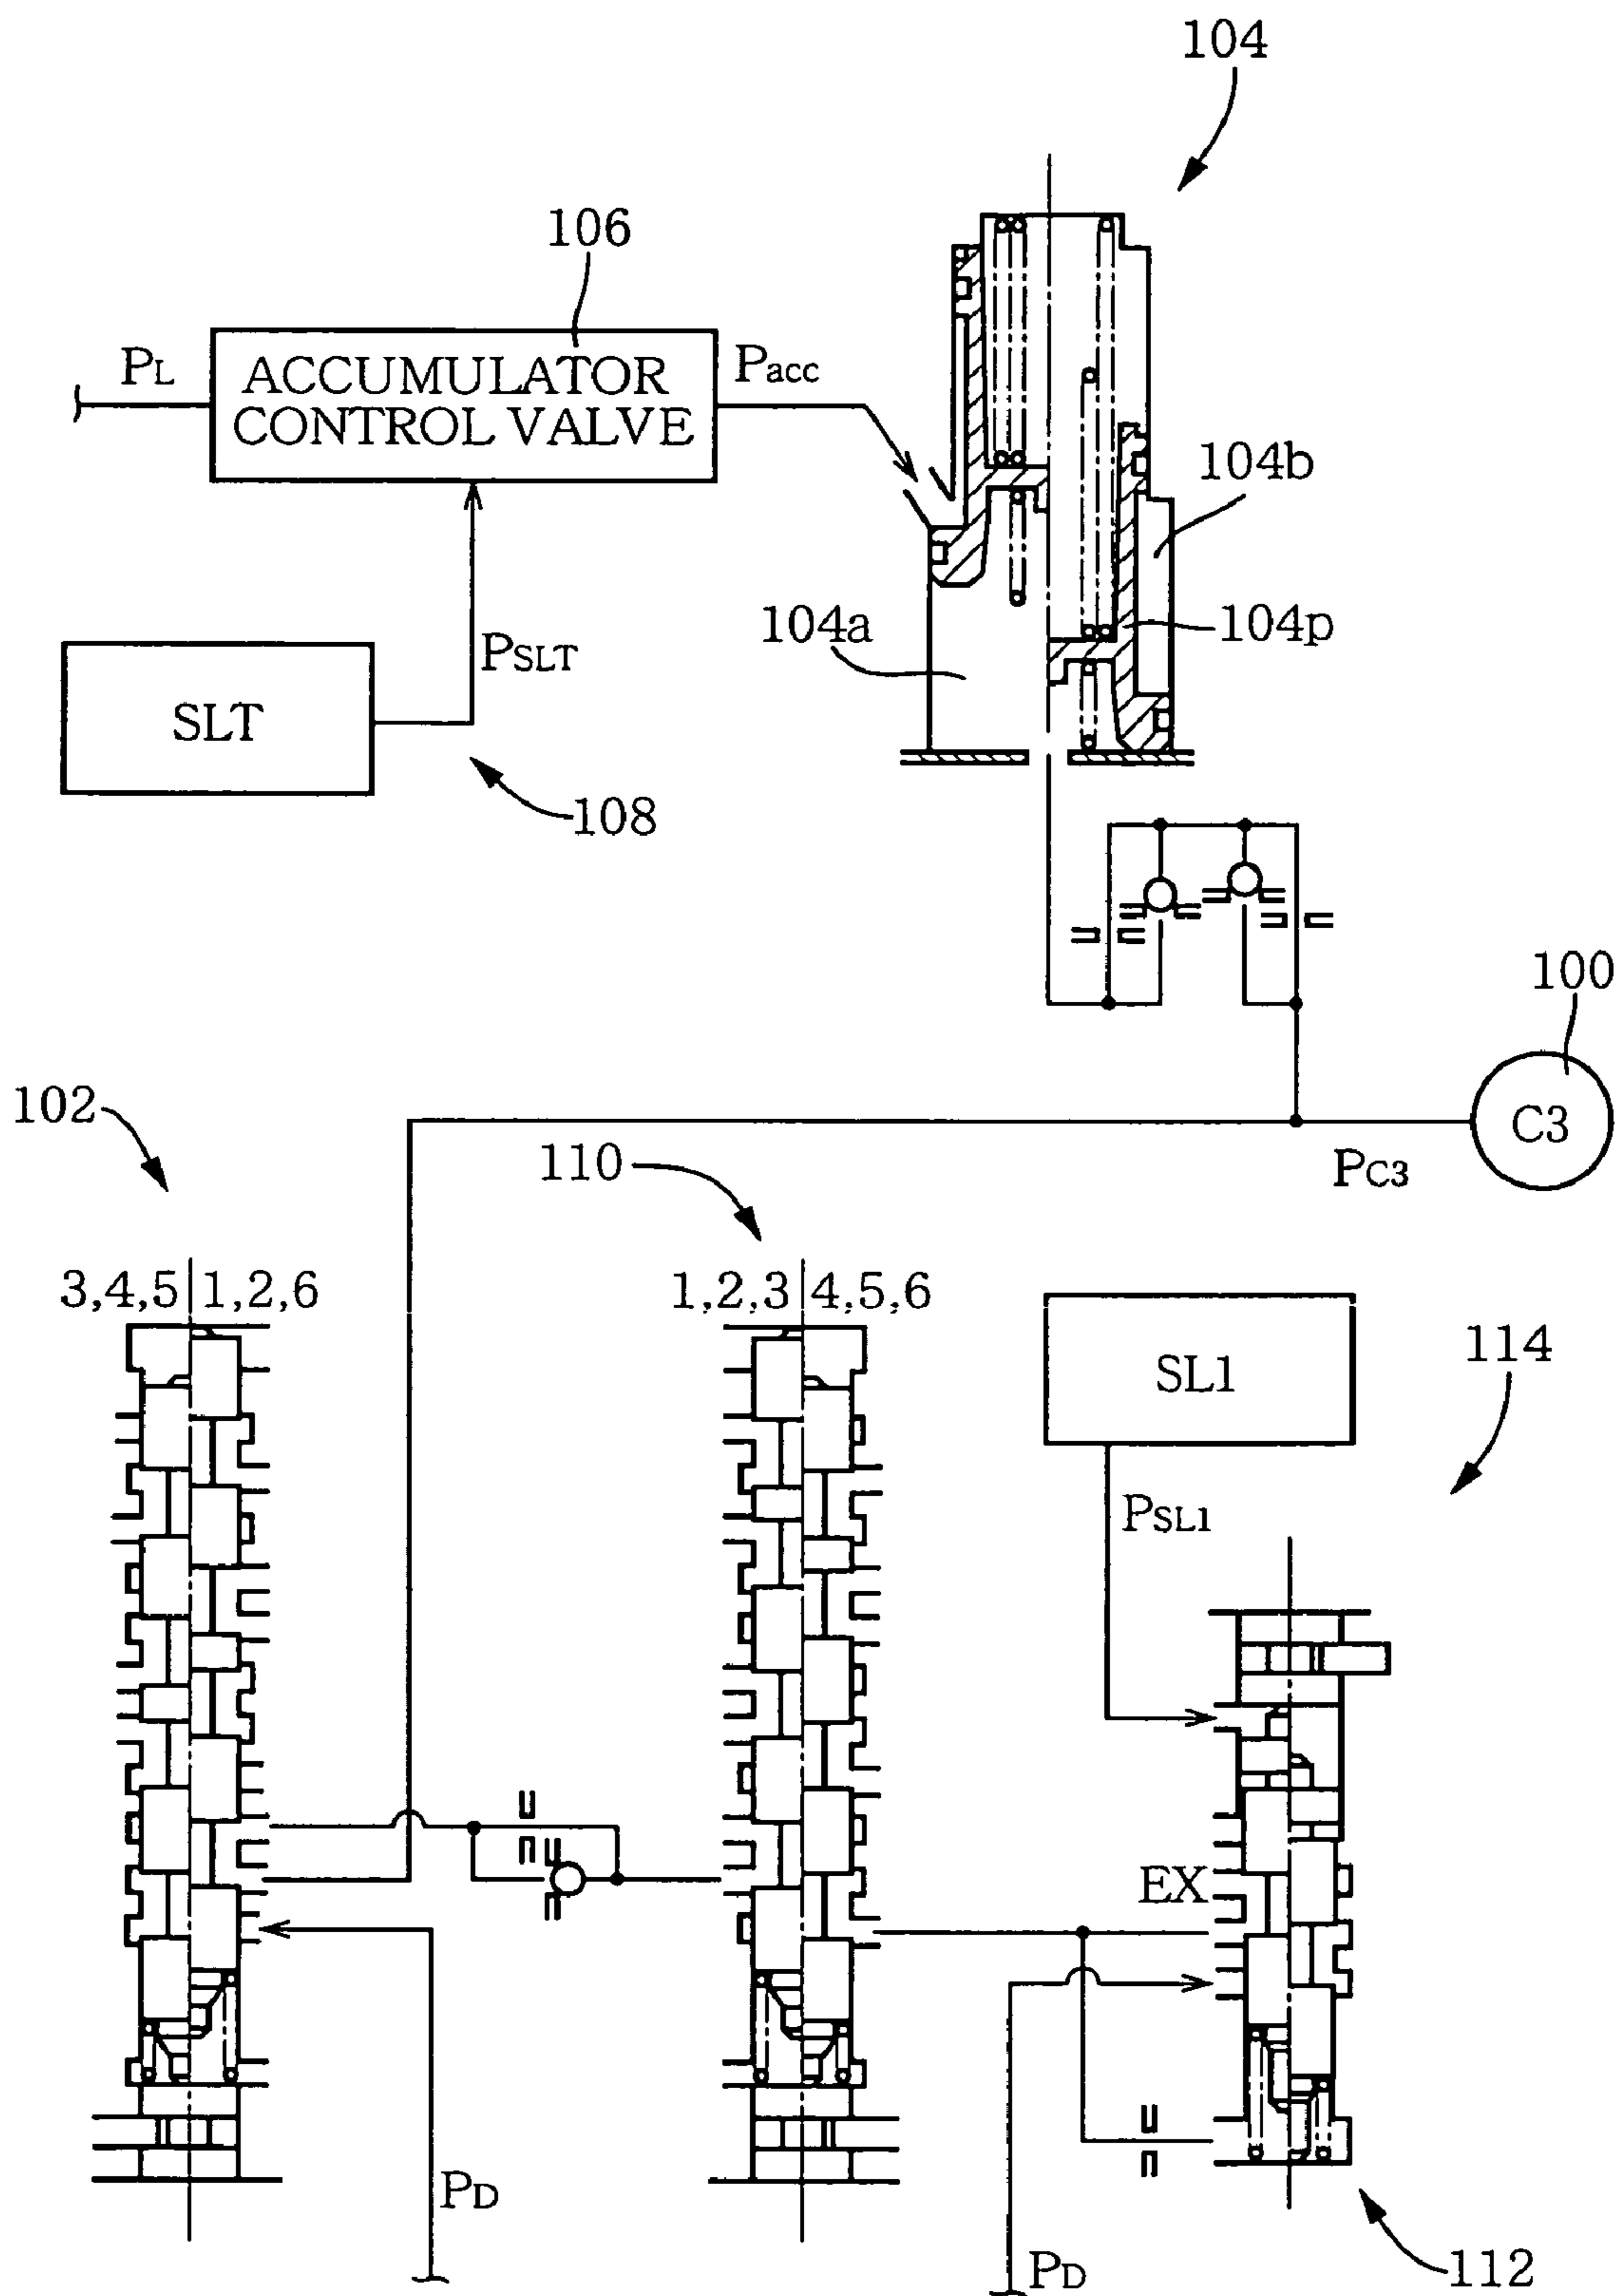 104
106
PL
ACCUMULATOR
CONTROL VALVE
Pacc
104b
104a
104p
PSLT
SLT
108
100
C3
PC3
102
110
3,4,5 1,2,6
1,2,3 4,5,6
SL1
114
PSL1
EX
PD
PD
112